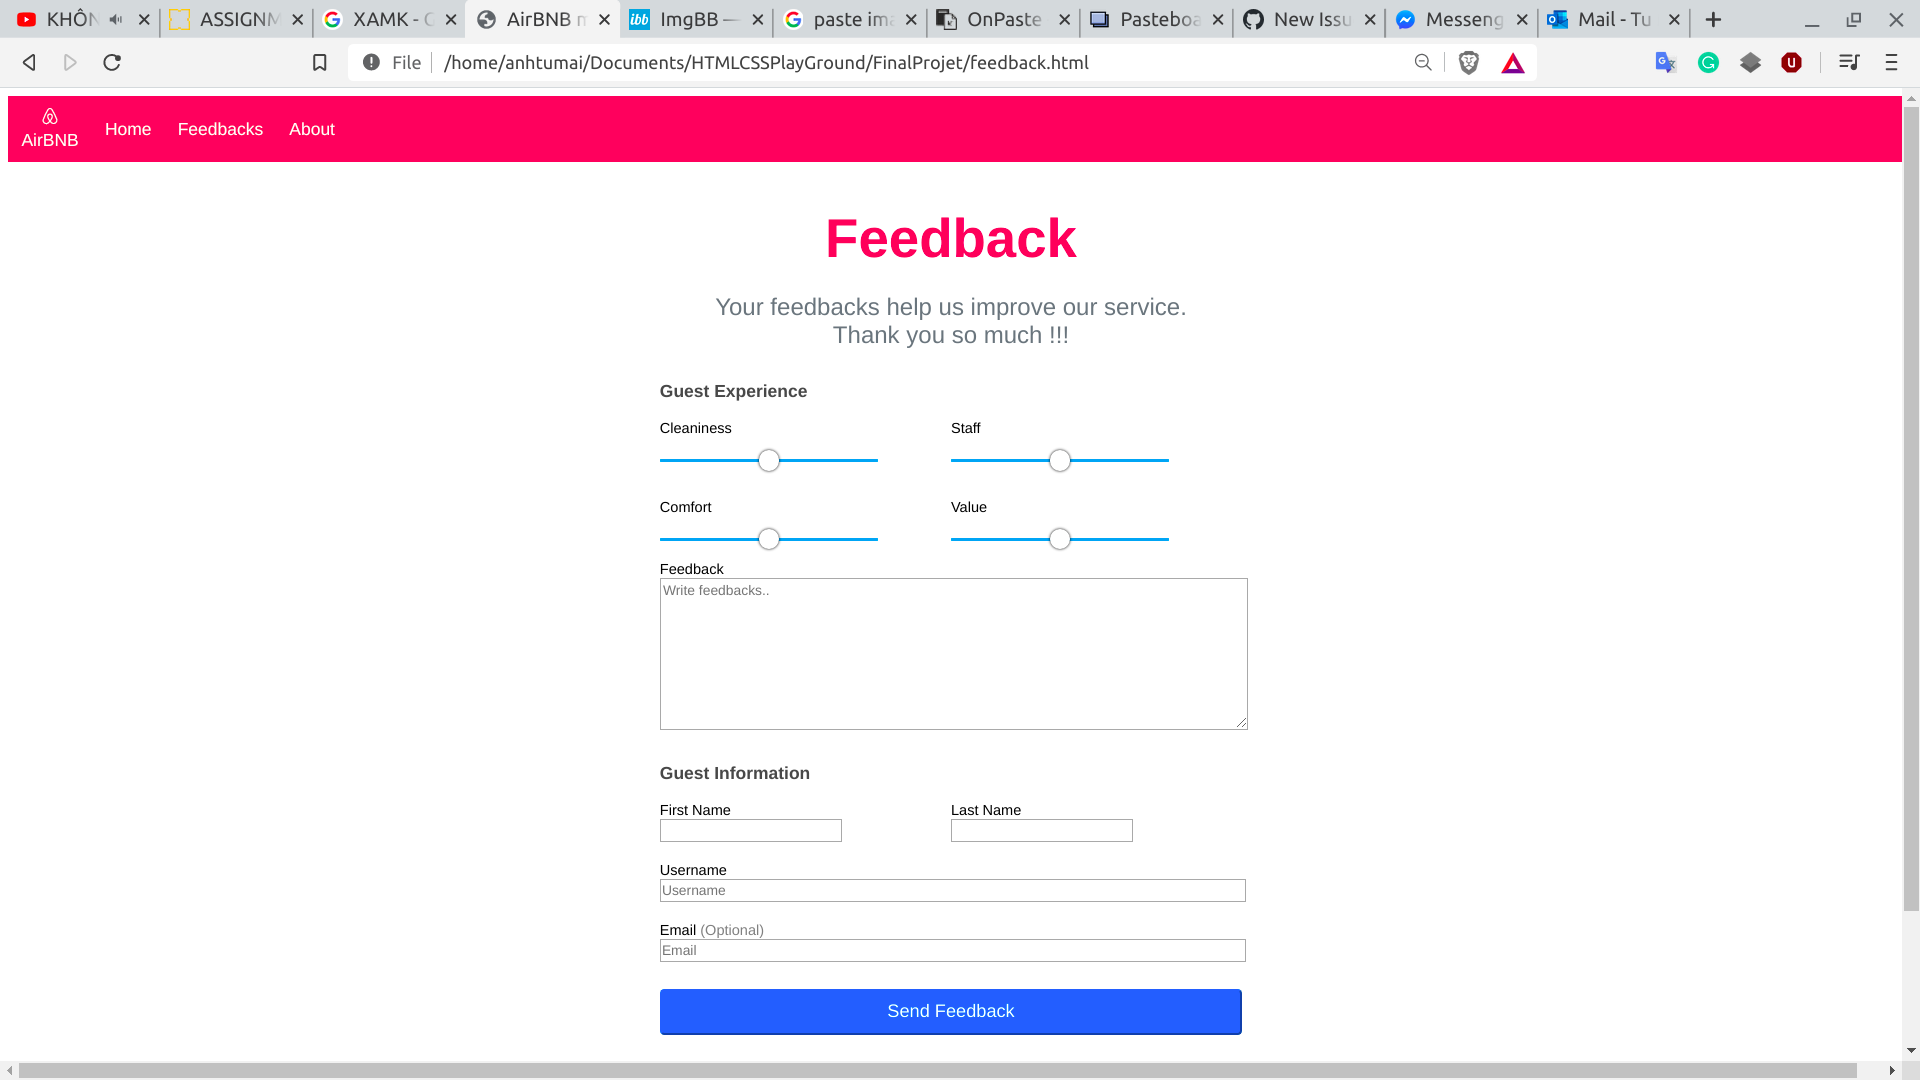 KHÔN
ASSIGNM
XAMK - 
AirBNB
ibb ImgBB —
paste ima
OnPaste
Pasteboa
New Issu
Messeng
Mail - Tu
File /home/anhtumai/Documents/HTMLCSSPlayGround/FinalProjet/feedback.html
AirBNB Home Feedbacks About
Feedback
Your feedbacks help us improve our service.
Thank you so much !!!
Guest Experience
Cleaniness Staff
Comfort Value
Feedback
Write feedbacks..
Guest Information
First Name Last Name
Username
Username
Email (Optional)
Email
Send Feedback